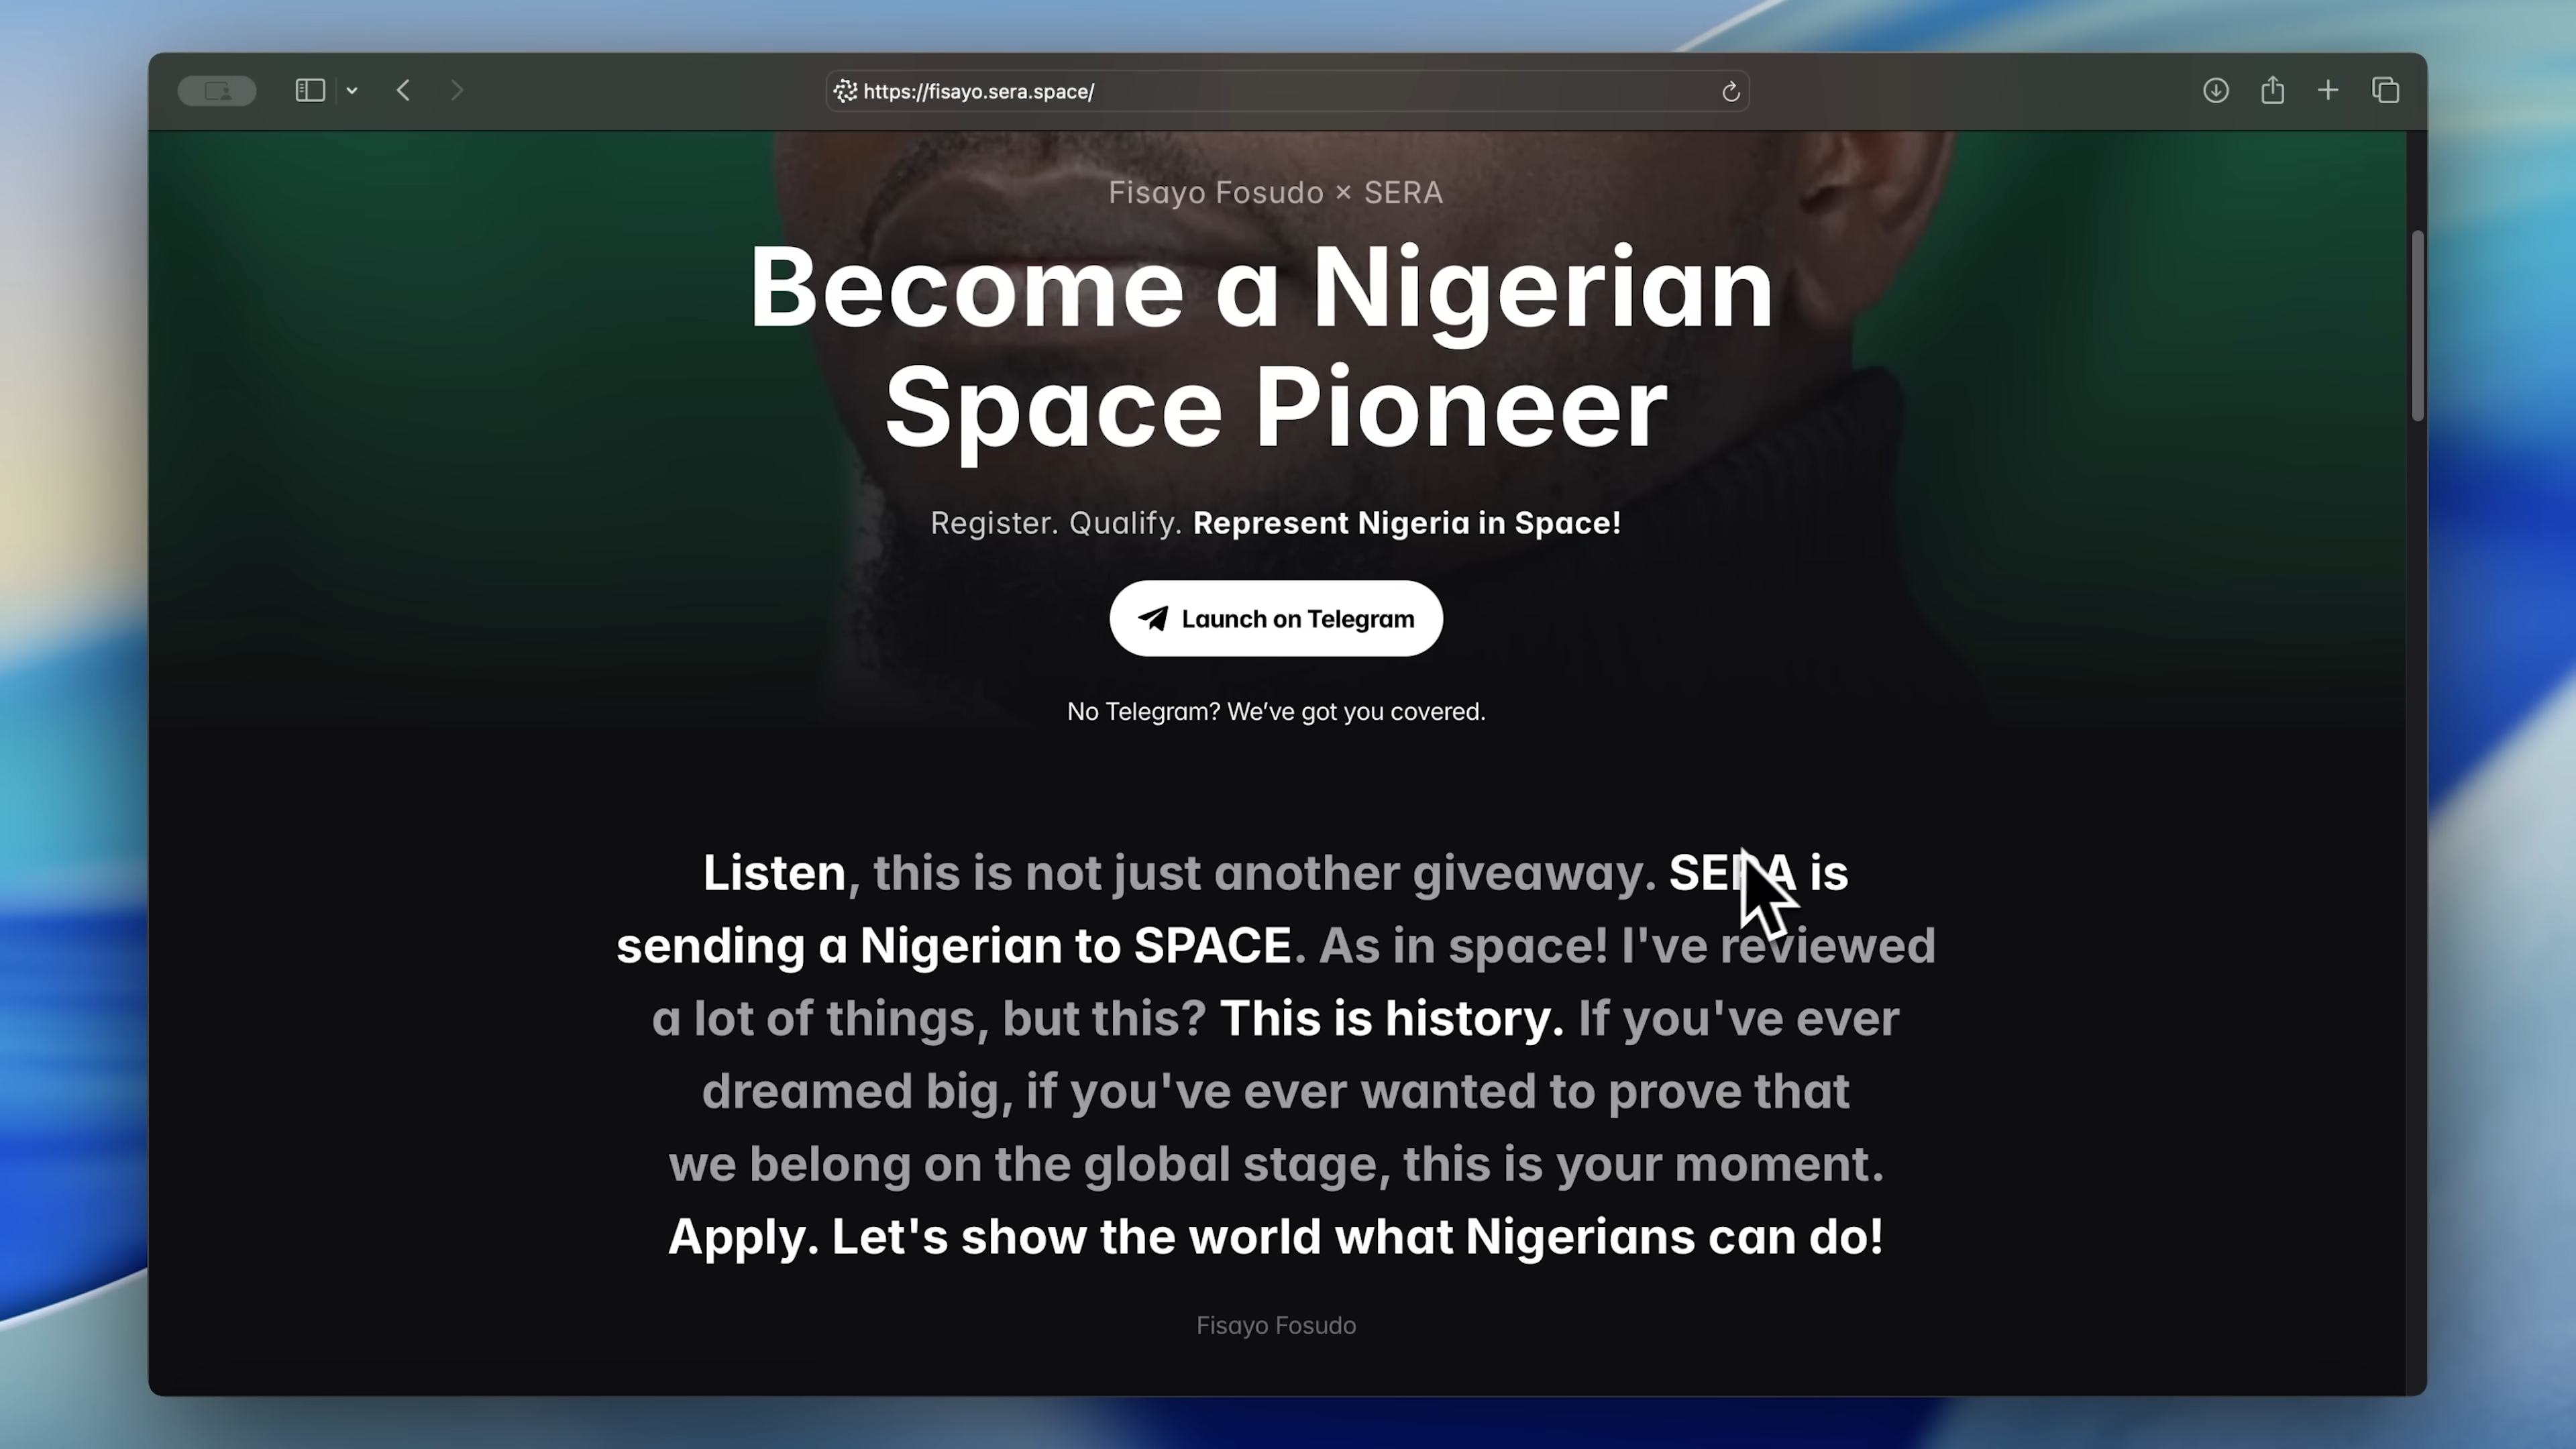 https://fisayo.sera.space/
Fisayo Fosudo × SERA
Become a Nigerian
Space Pioneer
Register. Qualify. Represent Nigeria in Space!
Launch on Telegram
No Telegram? We’ve got you covered.
Listen, this is not just another giveaway. SERA is
sending a Nigerian to SPACE. As in space! I've reviewed
a lot of things, but this? This is history. If you've ever
dreamed big, if you've ever wanted to prove that
we belong on the global stage, this is your moment.
Apply. Let's show the world what Nigerians can do!
Fisayo Fosudo